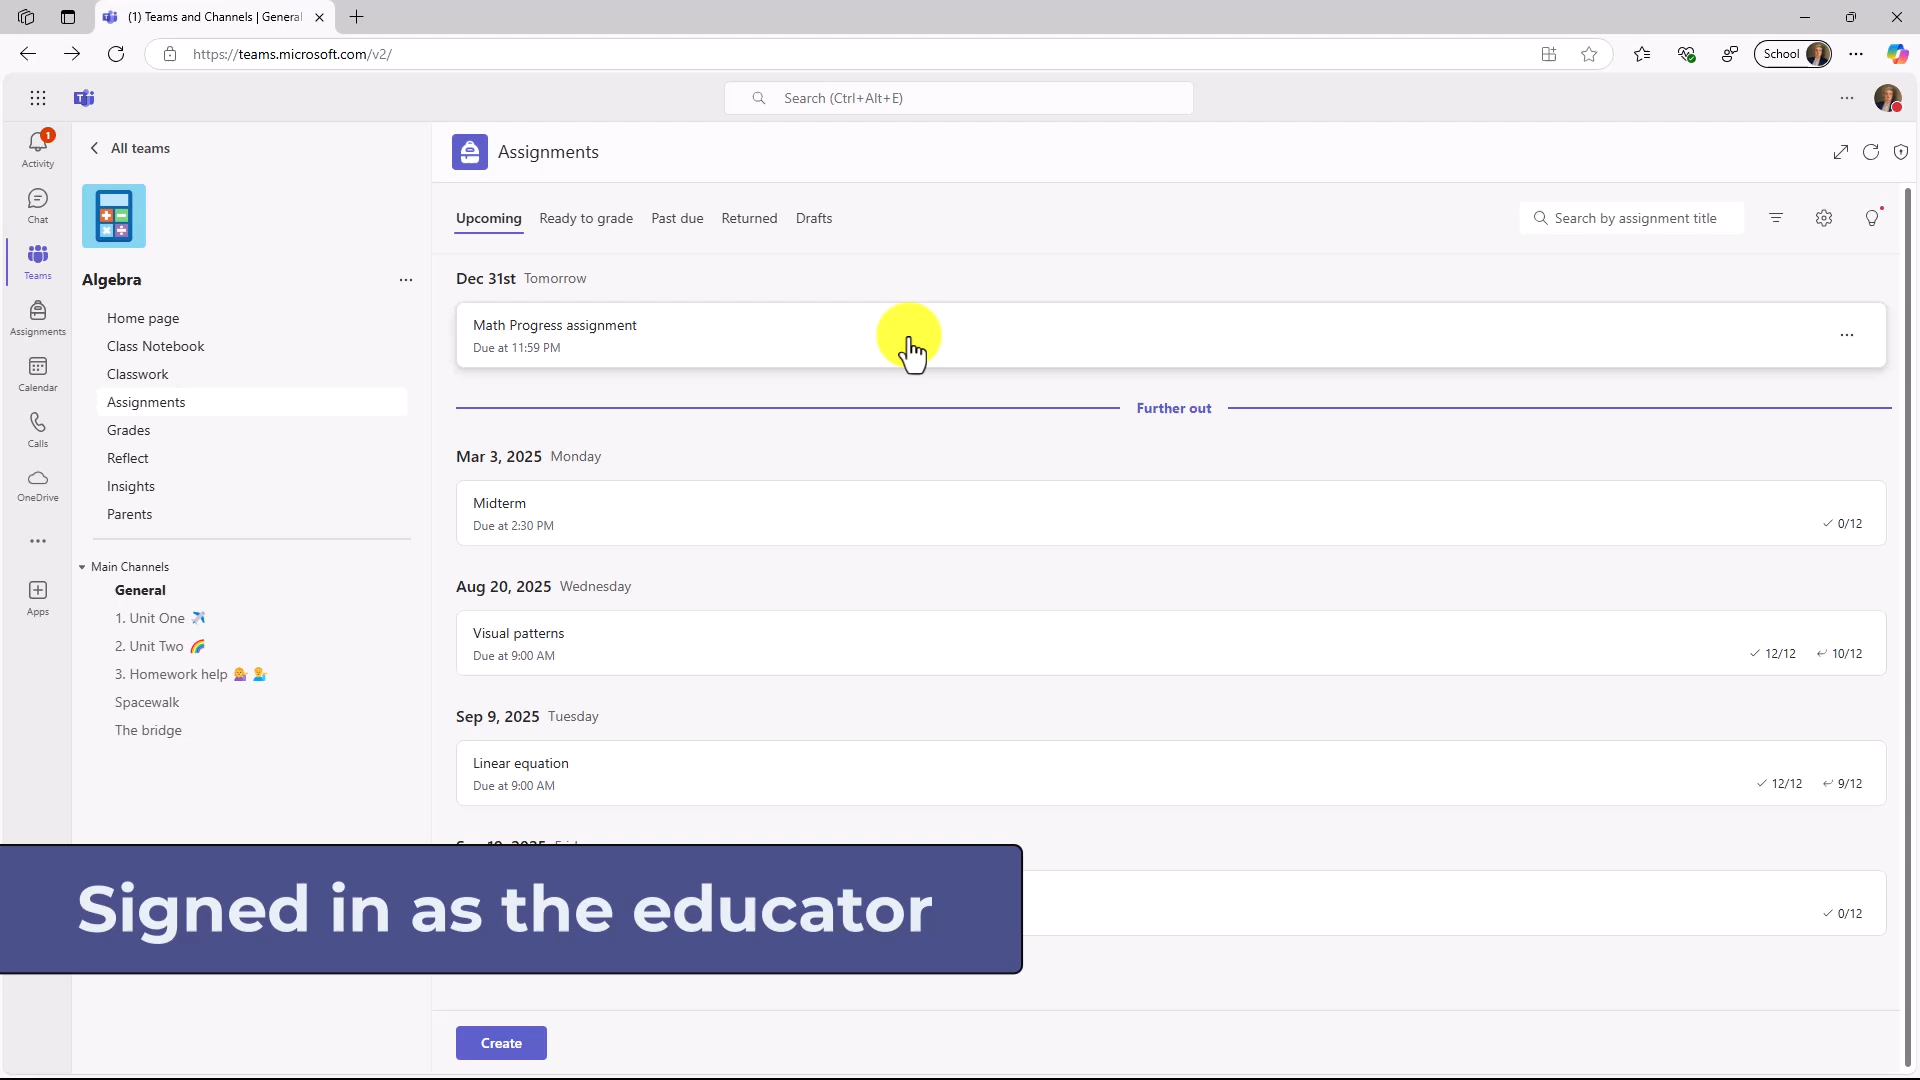 (1) Teams and Channels | General
https://teams.microsoft.com/v2/
School
Search (Ctrl+Alt+E)
1
Activity
Chat
Teams
Assignments
Calendar
Calls
OneDrive
Apps
All teams
Algebra
Home page
Class Notebook
Classwork
Assignments
Grades
Reflect
Insights
Parents
Main Channels
General
1. Unit One ✈️
2. Unit Two 🌈
3. Homework help 💁 💁‍♂️
Spacewalk
The bridge
Assignments
Upcoming Ready to grade Past due Returned Drafts
Search by assignment title
Dec 31st Tomorrow
Math Progress assignment
Due at 11:59 PM
Further out
Mar 3, 2025 Monday
Midterm
Due at 2:30 PM
0/12
Aug 20, 2025 Wednesday
Visual patterns
Due at 9:00 AM
12/12 10/12
Sep 9, 2025 Tuesday
Linear equation
Due at 9:00 AM
12/12 9/12
0/12
Signed in as the educator
Create